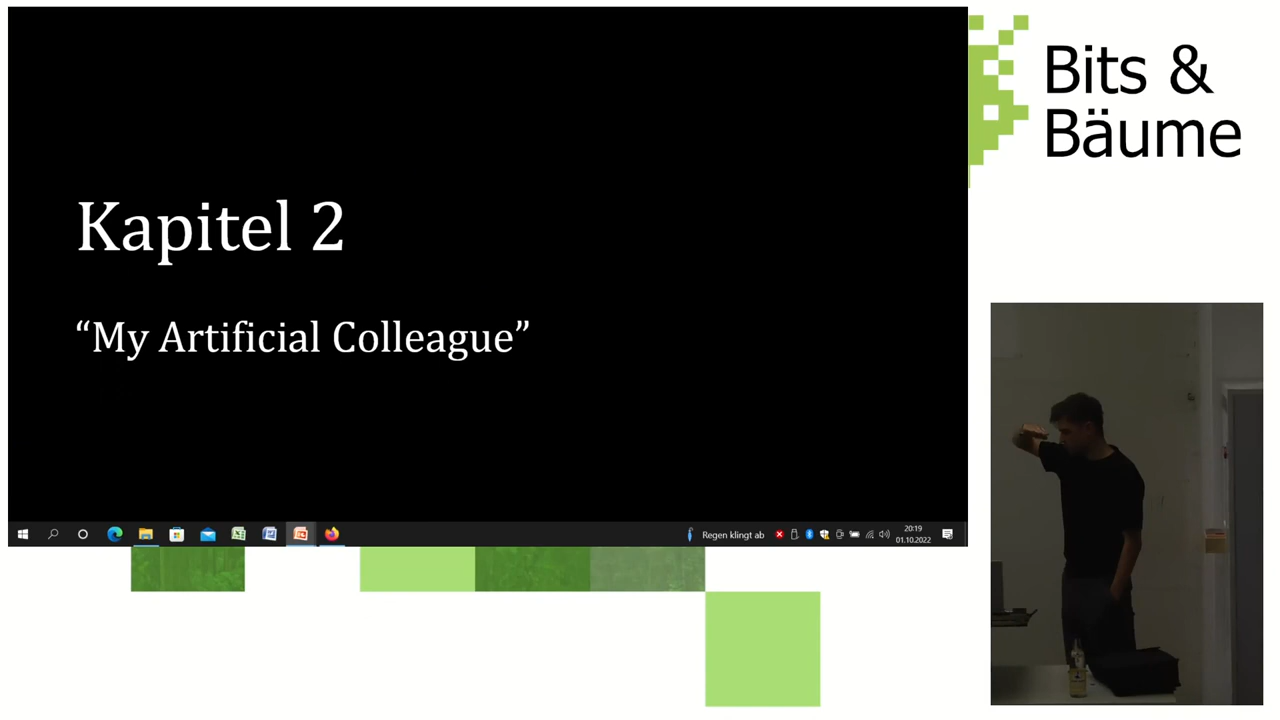 Kapitel 2
“My Artificial Colleague”
Bits &
Bäume
Regen klingt ab
20:19
01.10.2022